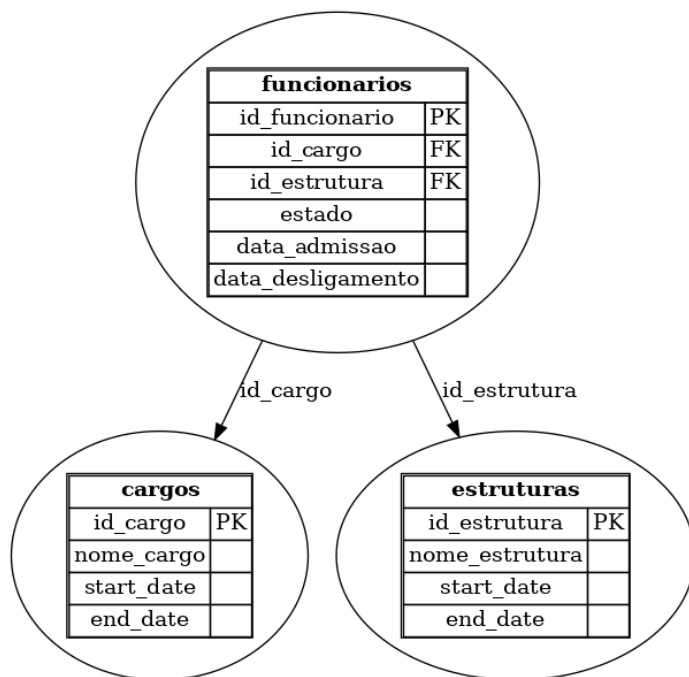 funcionarios
id_funcionario PK
id_cargo FK
id_estrutura FK
estado
data_admissao
data_desligamento
id_cargo
id_estrutura
cargos
id_cargo PK
nome_cargo
start_date
end_date
estruturas
id_estrutura PK
nome_estrutura
start_date
end_date